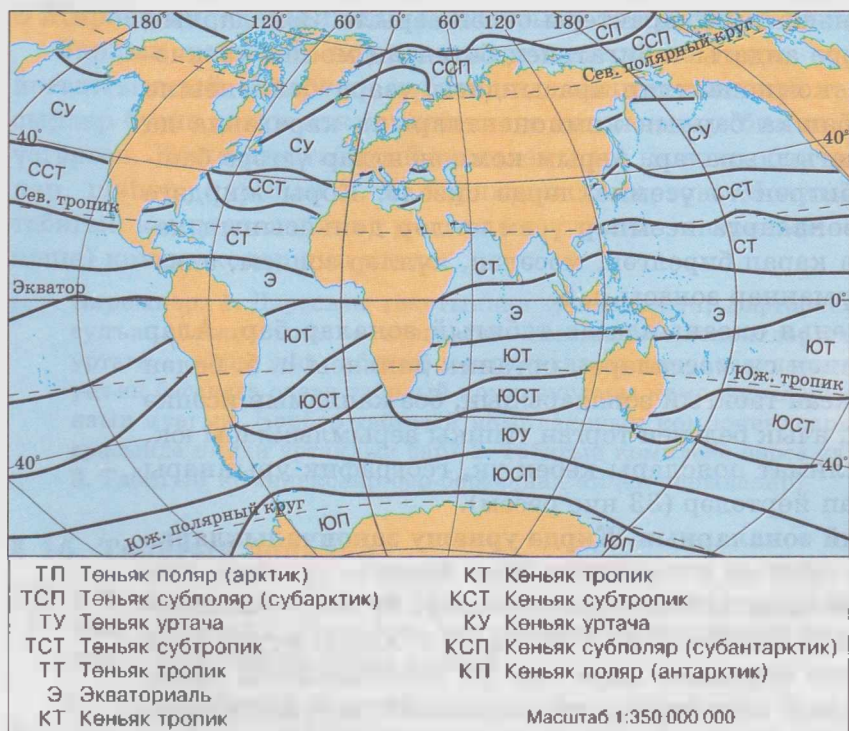 180° 120° 60° 0° 60° 120° 180°
СП
ССП
ССП
Сев. полярный круг
СУ
СУ
СУ
40°
40°
ССТ
ССТ
ССТ
Сев. тропик
СТ
СТ
СТ
Экватор
Э
Э
Э
0°
ЮТ
ЮТ
ЮТ
Юж. тропик
ЮСТ
ЮСТ
ЮУ
40°
40°
ЮСП
Юж. полярный круг
ЮП
ЮП
ТП Төньяк поляр (арктик)
ТСП Төньяк субполяр (субарктик)
ТУ Төньяк уртача
ТСТ Төньяк субтропик
ТТ Төньяк тропик
Э Экваториаль
КТ Көньяк тропик
КТ Көньяк тропик
КСТ Көньяк субтропик
КУ Көньяк уртача
КСП Көньяк субполяр (субантарктик)
КП Көньяк поляр (антарктик)
Масштаб 1:350 000 000